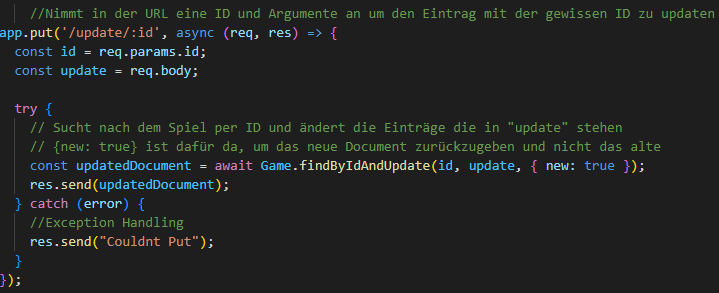 //Nimmt in der URL eine ID und Argumente an um den Eintrag mit der gewissen ID zu updaten
app.put('/update/:id', async (req, res) => {
  const id = req.params.id;
  const update = req.body;

  try {
    // Sucht nach dem Spiel per ID und ändert die Einträge die in "update" stehen
    // {new: true} ist dafür da, um das neue Document zurückzugeben und nicht das alte
    const updatedDocument = await Game.findByIdAndUpdate(id, update, { new: true });
    res.send(updatedDocument);
  } catch (error) {
    //Exception Handling
    res.send("Couldnt Put");
  }
});